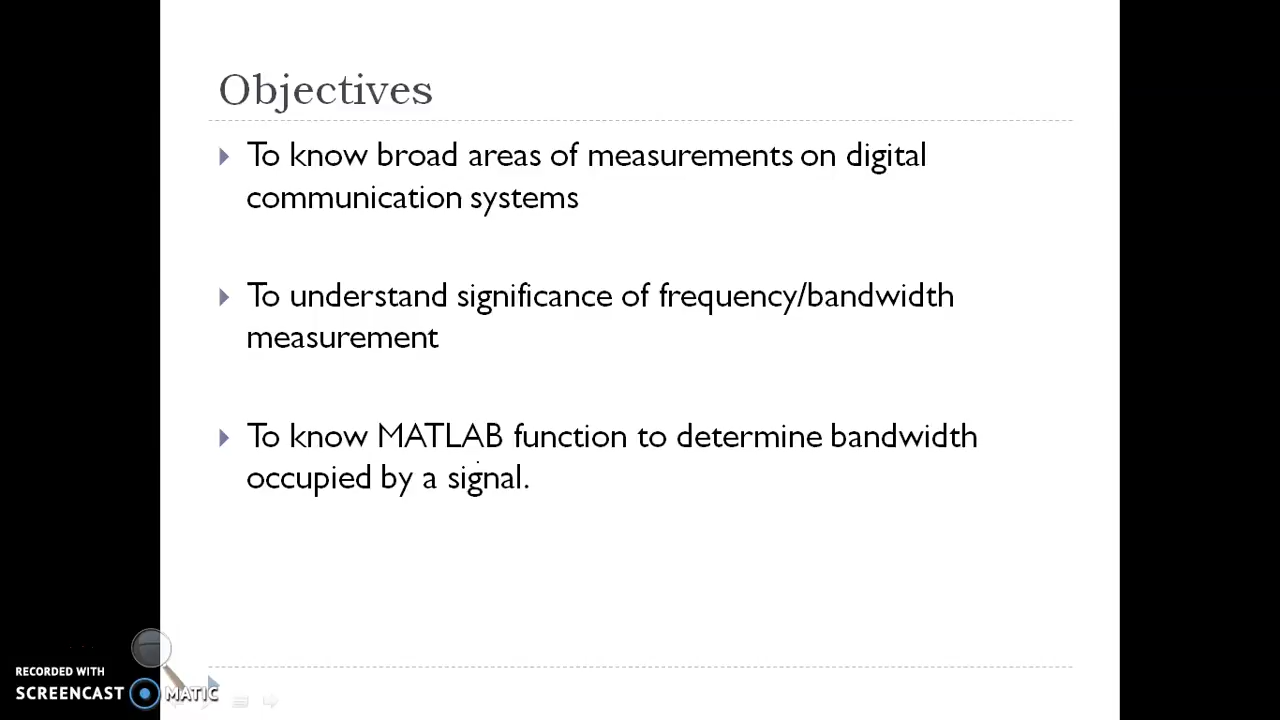 Objectives
To know broad areas of measurements on digital
communication systems
To understand significance of frequency/bandwidth
measurement
To know MATLAB function to determine bandwidth
occupied by a signal.
RECORDED WITH
SCREENCAST MATIC